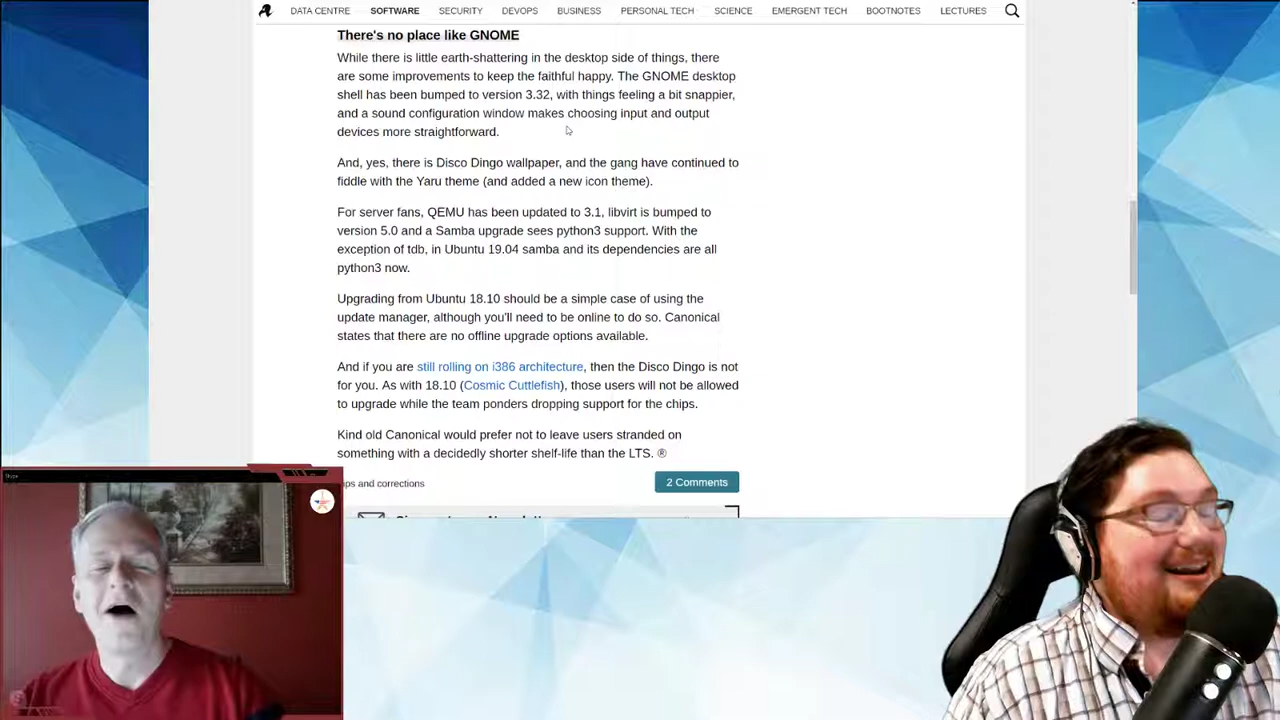 DATA CENTRE SOFTWARE SECURITY DEVOPS BUSINESS PERSONAL TECH SCIENCE EMERGENT TECH BOOTNOTES LECTURES
There's no place like GNOME
While there is little earth-shattering in the desktop side of things, there
are some improvements to keep the faithful happy. The GNOME desktop
shell has been bumped to version 3.32, with things feeling a bit snappier,
and a sound configuration window makes choosing input and output
devices more straightforward.
And, yes, there is Disco Dingo wallpaper, and the gang have continued to
fiddle with the Yaru theme (and added a new icon theme).
For server fans, QEMU has been updated to 3.1, libvirt is bumped to
version 5.0 and a Samba upgrade sees python3 support. With the
exception of tdb, in Ubuntu 19.04 samba and its dependencies are all
python3 now.
Upgrading from Ubuntu 18.10 should be a simple case of using the
update manager, although you'll need to be online to do so. Canonical
states that there are no offline upgrade options available.
And if you are still rolling on i386 architecture, then the Disco Dingo is not
for you. As with 18.10 (Cosmic Cuttlefish), those users will not be allowed
to upgrade while the team ponders dropping support for the chips.
Kind old Canonical would prefer not to leave users stranded on
something with a decidedly shorter shelf-life than the LTS. ®
ips and corrections
2 Comments